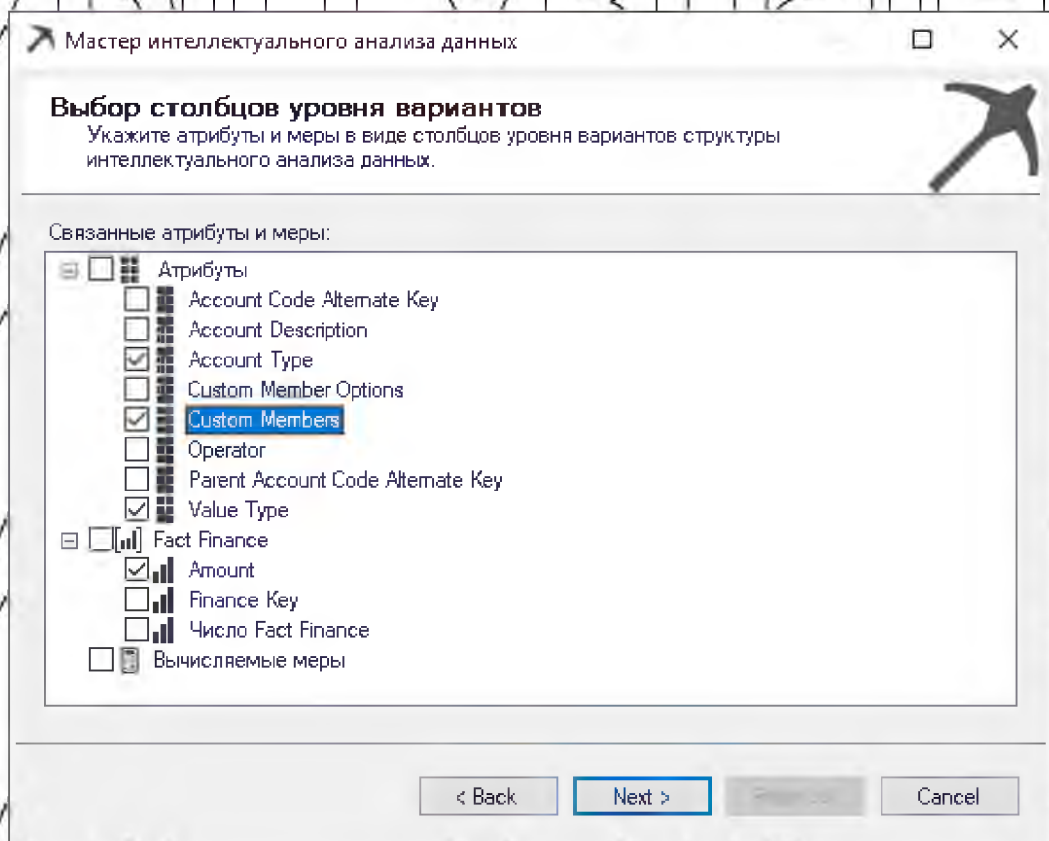 Мастер интеллектуального анализа данных
Выбор столбцов уровня вариантов
Укажите атрибуты и меры в виде столбцов уровня вариантов структуры
интеллектуального анализа данных.
Связанные атрибуты и меры:
Атрибуты
Account Code Alternate Key
Account Description
Account Type
Custom Member Options
Custom Members
Operator
Parent Account Code Alternate Key
Value Type
Fact Finance
Amount
Finance Key
Число Fact Finance
Вычисляемые меры
< Back Next > Cancel